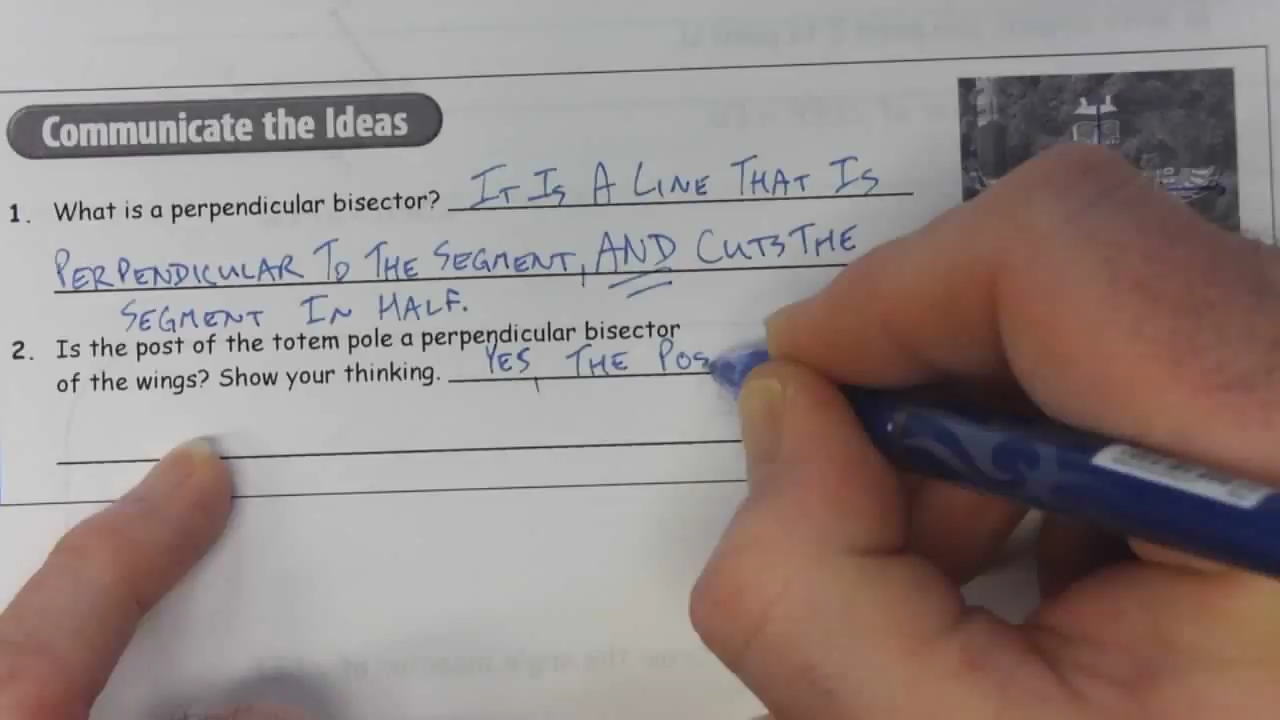 Communicate the Ideas
1. What is a perpendicular bisector? IT IS A LINE THAT IS
PERPENDICULAR TO THE SEGMENT, AND CUTS THE
SEGMENT IN HALF.
2. Is the post of the totem pole a perpendicular bisector
of the wings? Show your thinking. YES, THE POS